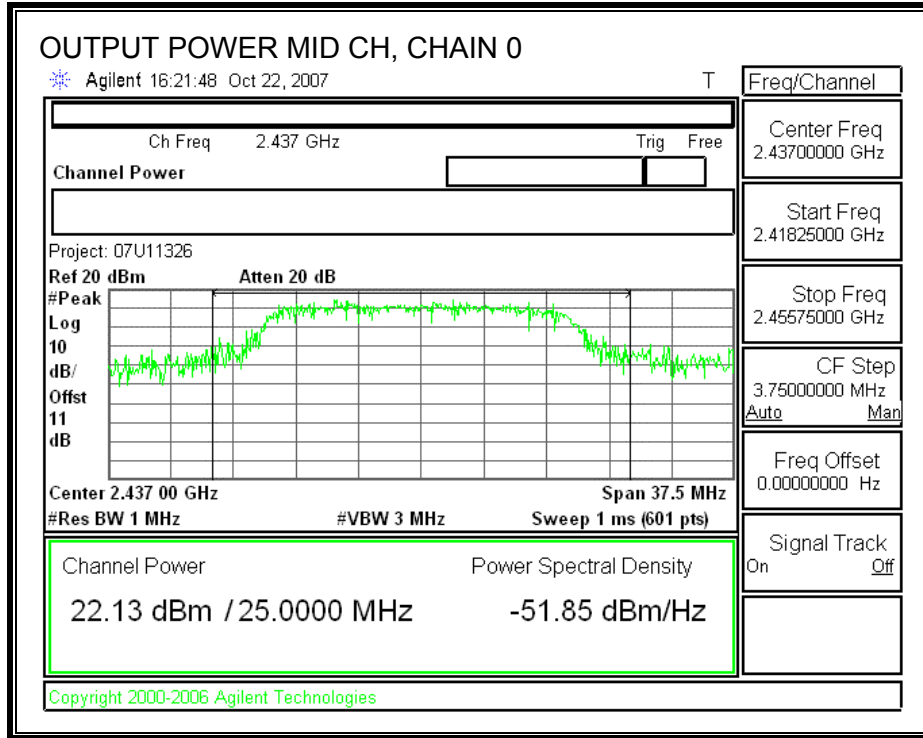 OUTPUT POWER MID CH, CHAIN 0
Agilent 16:21:48 Oct 22, 2007 T
Freq/Channel
Ch Freq 2.437 GHz Trig Free
Channel Power
Center Freq
2.43700000 GHz
Start Freq
2.41825000 GHz
Stop Freq
2.45575000 GHz
CF Step
3.75000000 MHz
Auto Man
Freq Offset
0.00000000 Hz
Signal Track
On Off
Project: 07U11326
Ref 20 dBm Atten 20 dB
#Peak
Log
10
dB/
Offst
11
dB
Center 2.437 00 GHz Span 37.5 MHz
#Res BW 1 MHz #VBW 3 MHz Sweep 1 ms (601 pts)
Channel Power Power Spectral Density
22.13 dBm / 25.0000 MHz -51.85 dBm/Hz
Copyright 2000-2006 Agilent Technologies